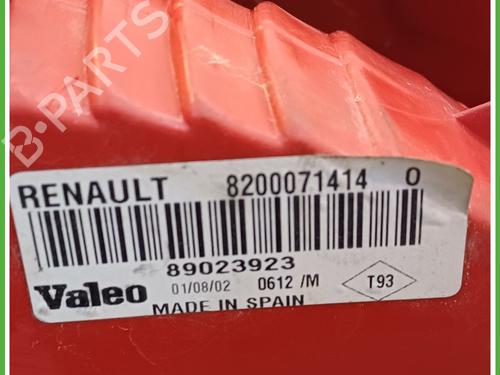 B-PARTS
RENAULT 8200071414 0
89023923
Valeo 01/08/02 0612 /M T93
MADE IN SPAIN